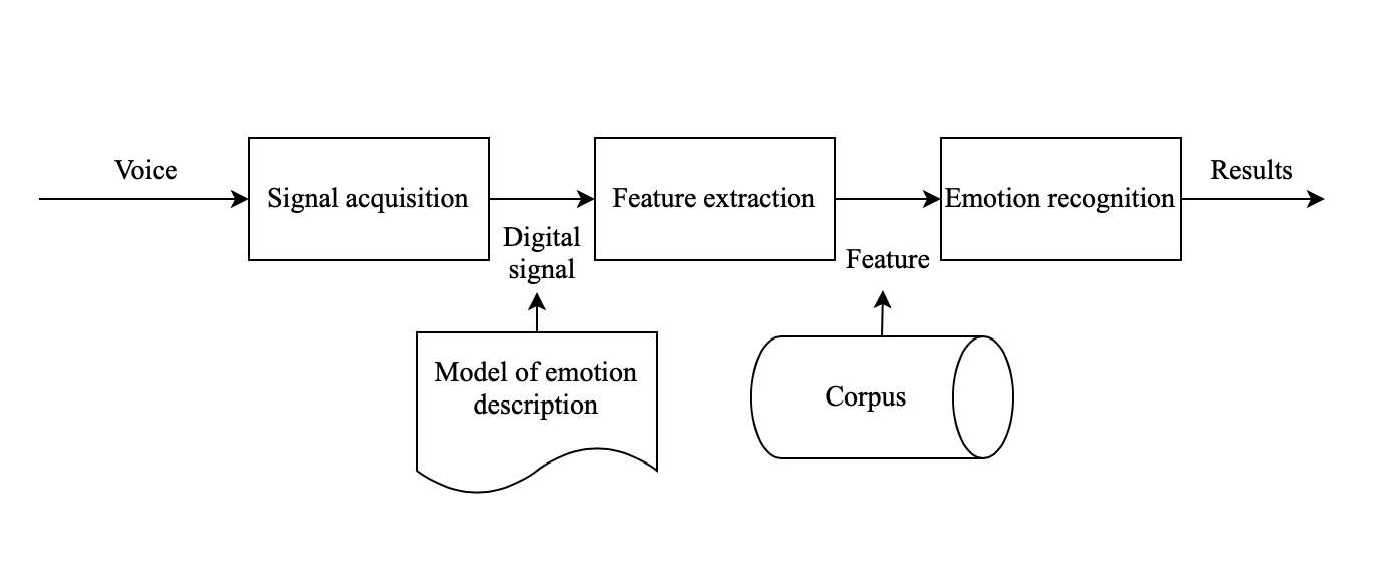 Voice
Signal acquisition
Digital
signal
Feature extraction
Feature
Emotion recognition
Results
Model of emotion
description
Corpus